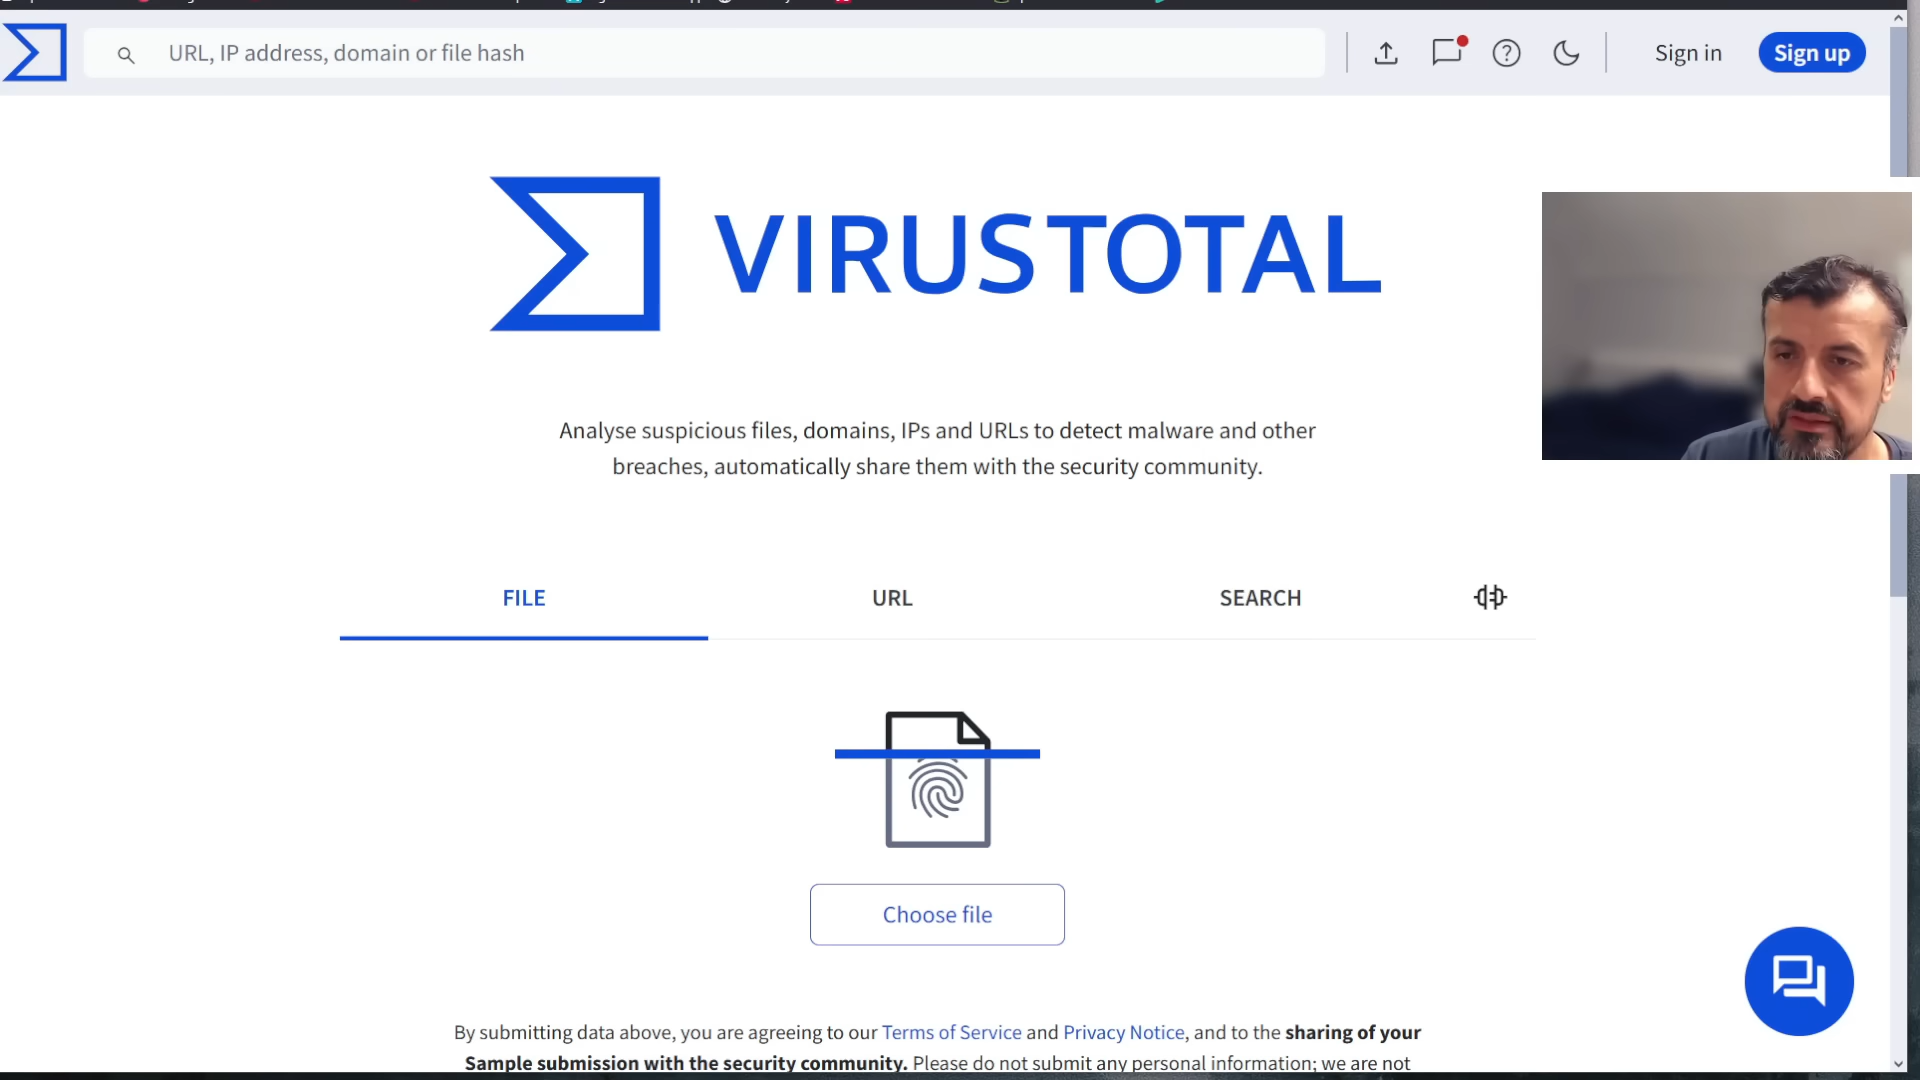 URL, IP address, domain or file hash
Sign in
Sign up
VIRUSTOTAL
Analyse suspicious files, domains, IPs and URLs to detect malware and other
breaches, automatically share them with the security community.
FILE
URL
SEARCH
Choose file
By submitting data above, you are agreeing to our Terms of Service and Privacy Notice, and to the sharing of your
Sample submission with the security community. Please do not submit any personal information; we are not